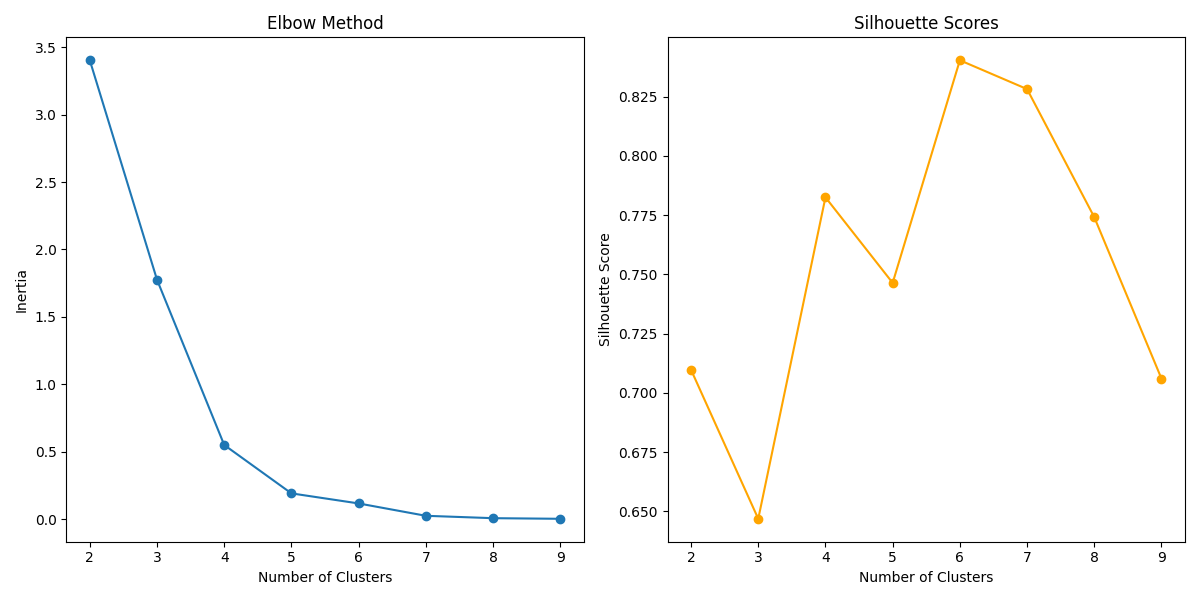 Elbow Method
3.5
3.0
2.5
2.0
1.5
1.0
0.5
0.0
Inertia
2 3 4 5 6 7 8 9
Number of Clusters
Silhouette Scores
0.825
0.800
0.775
0.750
0.725
0.700
0.675
0.650
Silhouette Score
2 3 4 5 6 7 8 9
Number of Clusters